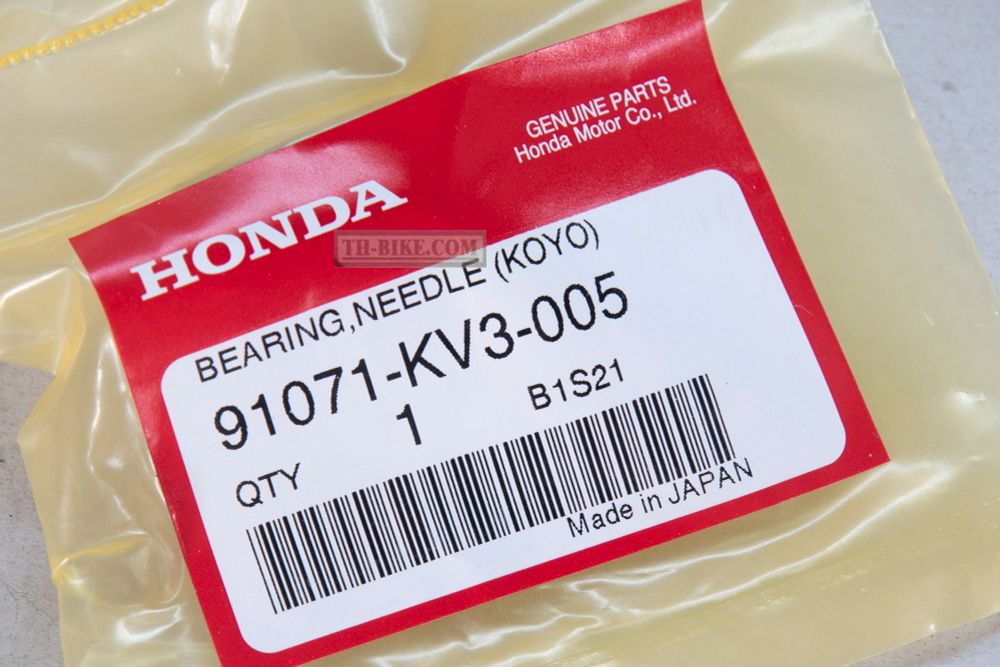 GENUINE PARTS
Honda Motor Co., Ltd.
HONDA
TH-BIKE.COM
BEARING,NEEDLE (KOYO)
91071-KV3-005
QTY 1 B1S21
Made in JAPAN